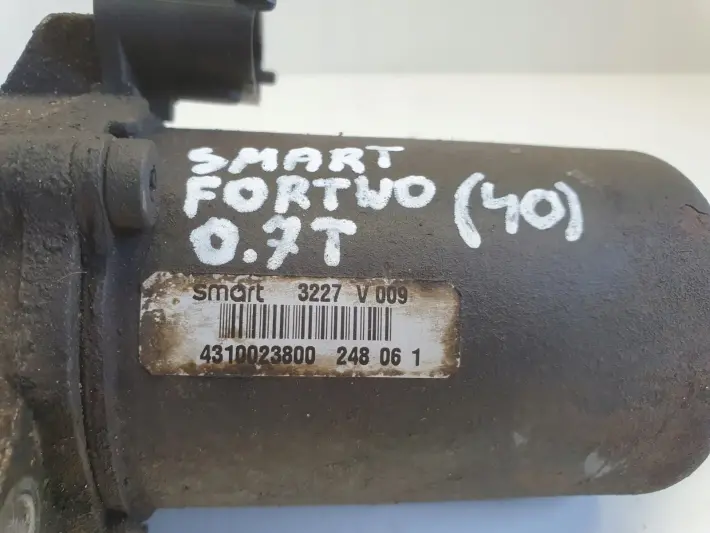 SMART
FORTWO (40)
0.7T
smart 3227 V 009
4310023800 248 06 1